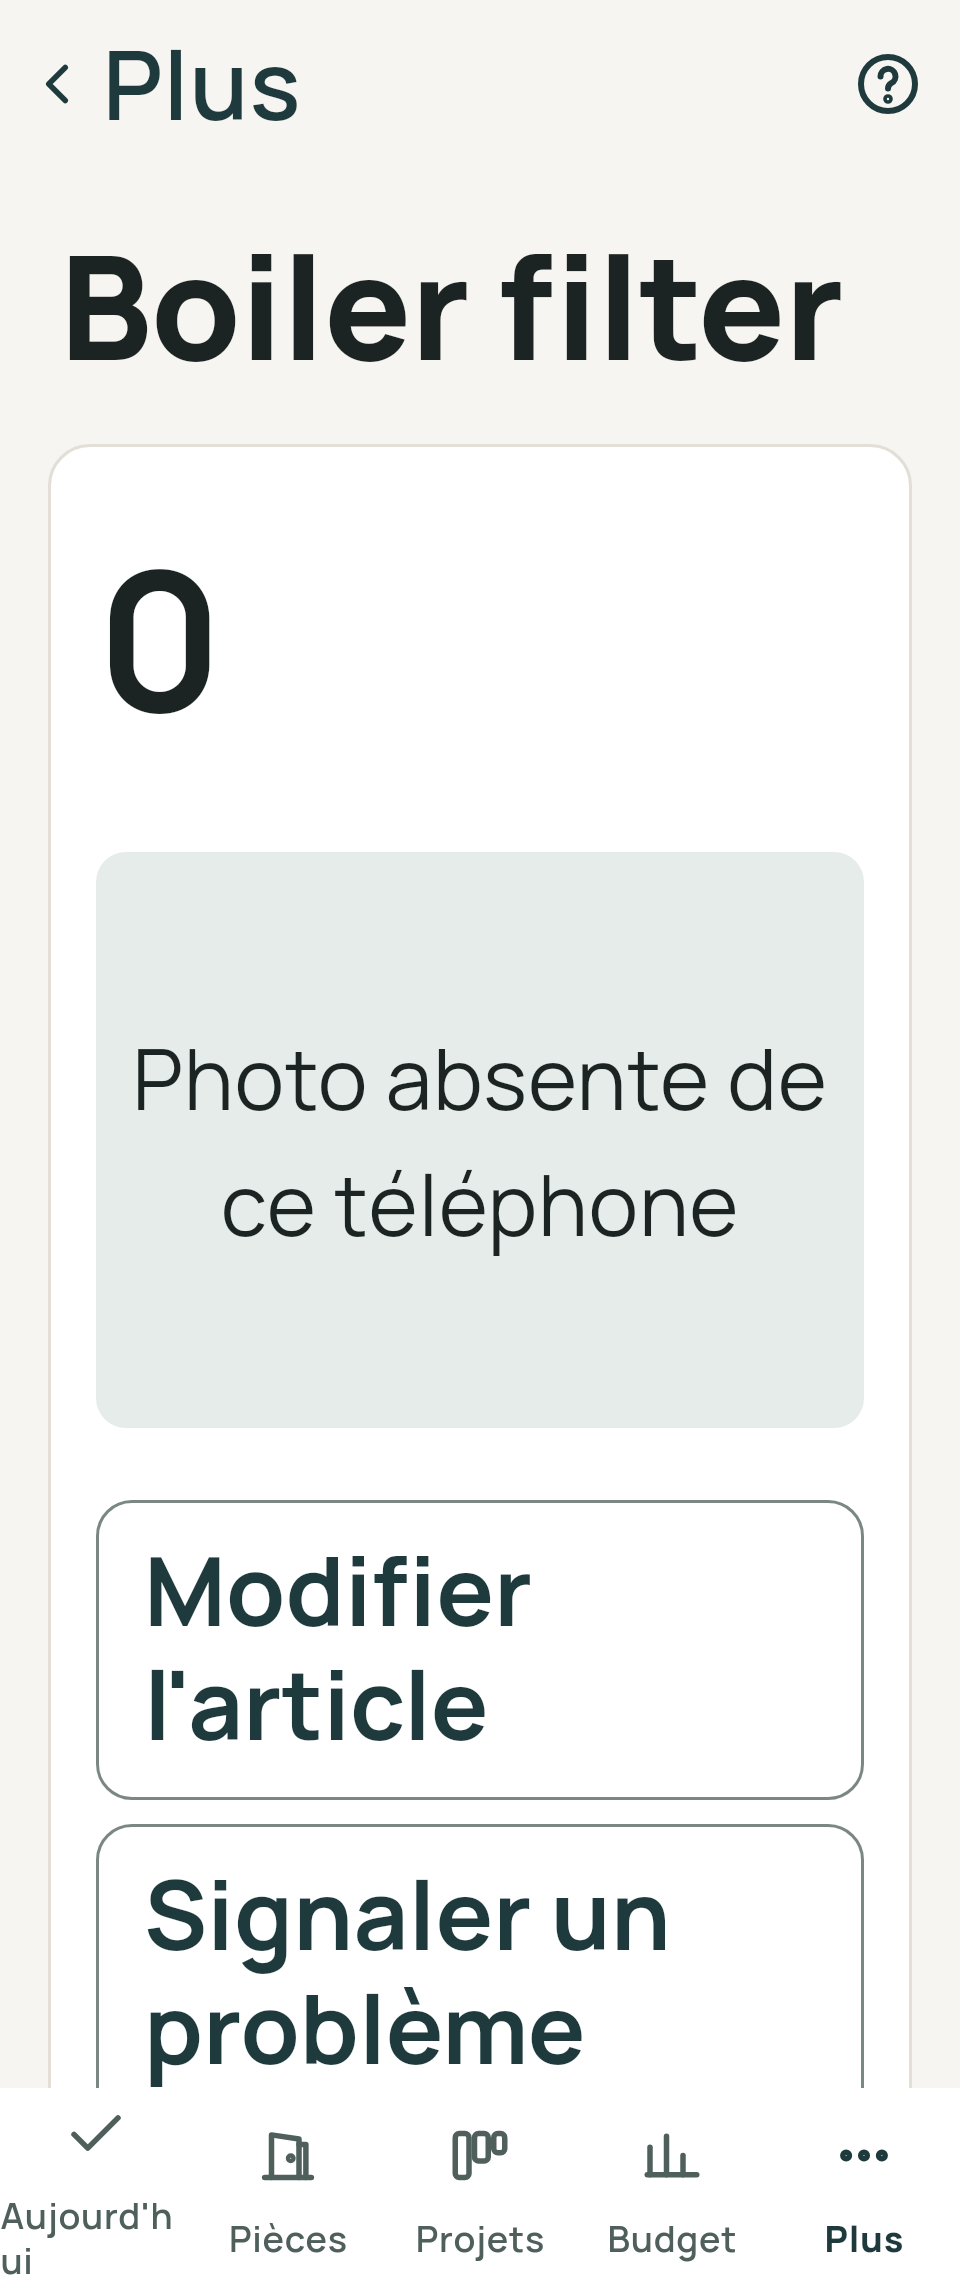 Plus
Boiler filter
0
Photo absente de
ce téléphone
Modifier
l'article
Signaler un
problème
Aujourd'h
ui
Pièces
Projets
Budget
Plus